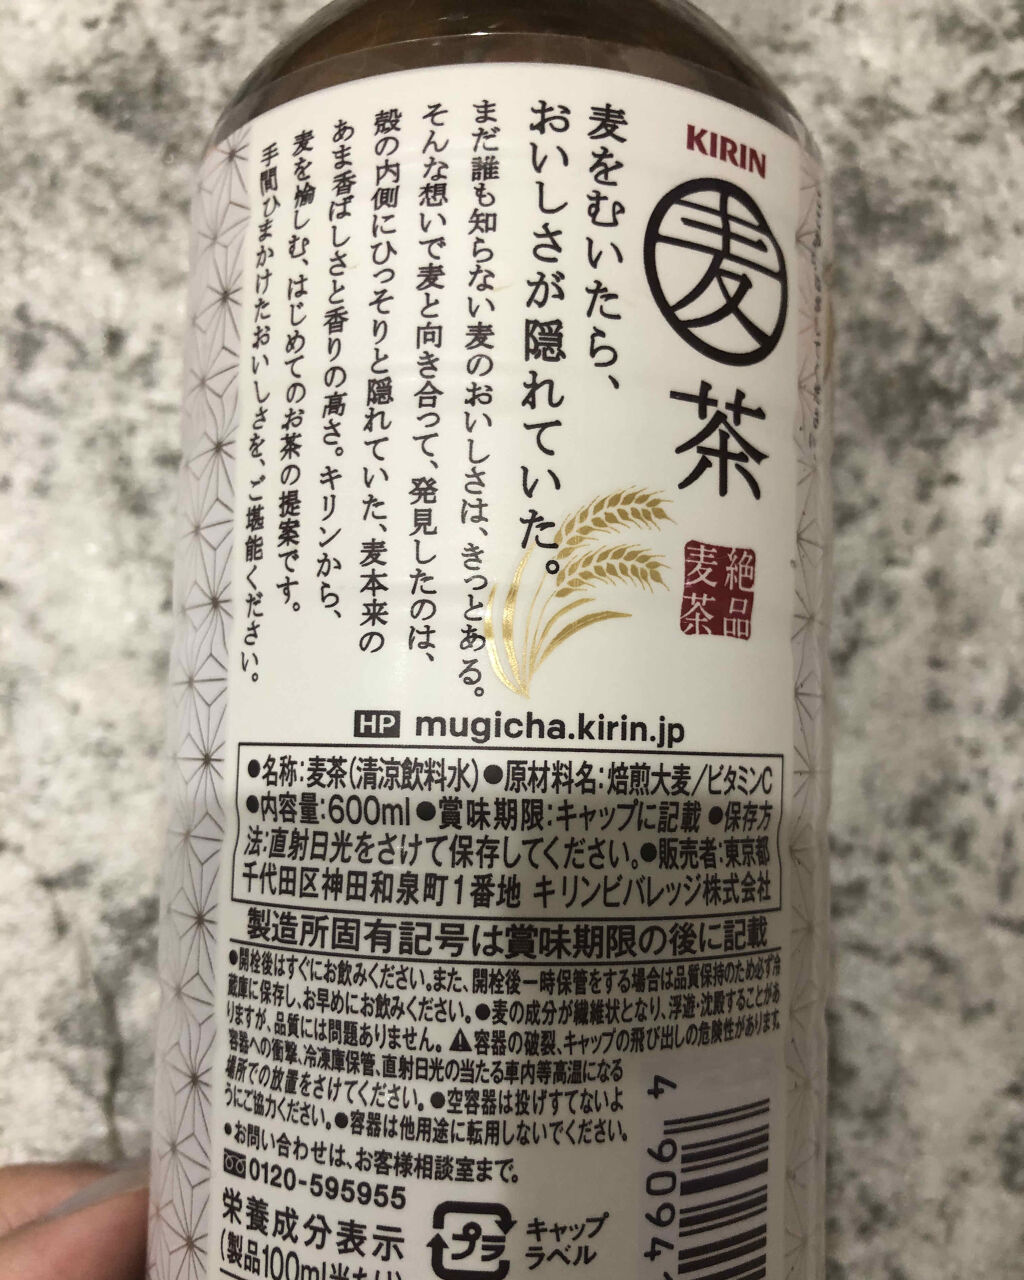 KIRIN
麦茶
絶品
麦茶
麦をむいたら、
おいしさが隠れていた。
まだ誰も知らない麦のおいしさは、きっとある。
そんな想いで麦と向き合って、発見したのは、
殻の内側にひっそりと隠れていた、麦本来の
あま香ばしさと香りの高さ。キリンから、
麦を愉しむ、はじめてのお茶の提案です。
手間ひまかけたおいしさを、ご堪能ください。
HP mugicha.kirin.jp
●名称:麦茶(清涼飲料水) ●原材料名:焙煎大麦/ビタミンC
●内容量:600ml ●賞味期限:キャップに記載 ●保存方
法:直射日光をさけて保存してください。●販売者:東京都
千代田区神田和泉町1番地 キリンビバレッジ株式会社
製造所固有記号は賞味期限の後に記載
●開栓後はすぐにお飲みください。また、開栓後一時保管をする場合は品質保持のため必ず冷
蔵庫に保存し、お早めにお飲みください。●麦の成分が繊維状となり、浮遊・沈殿することがあ
りますが、品質には問題ありません。⚠容器の破裂、キャップの飛び出しの危険性があります。
容器への衝撃、冷凍庫保管、直射日光の当たる車内等高温になる
場所での放置をさけてください。●空容器は投げすてないよ
うにご協力ください。●容器は他用途に転用しないでください。
●お問い合わせは、お客様相談室まで。
0120-595955
栄養成分表示
(製品100ml当たり)
プラ
キャップ
ラベル
4 9094